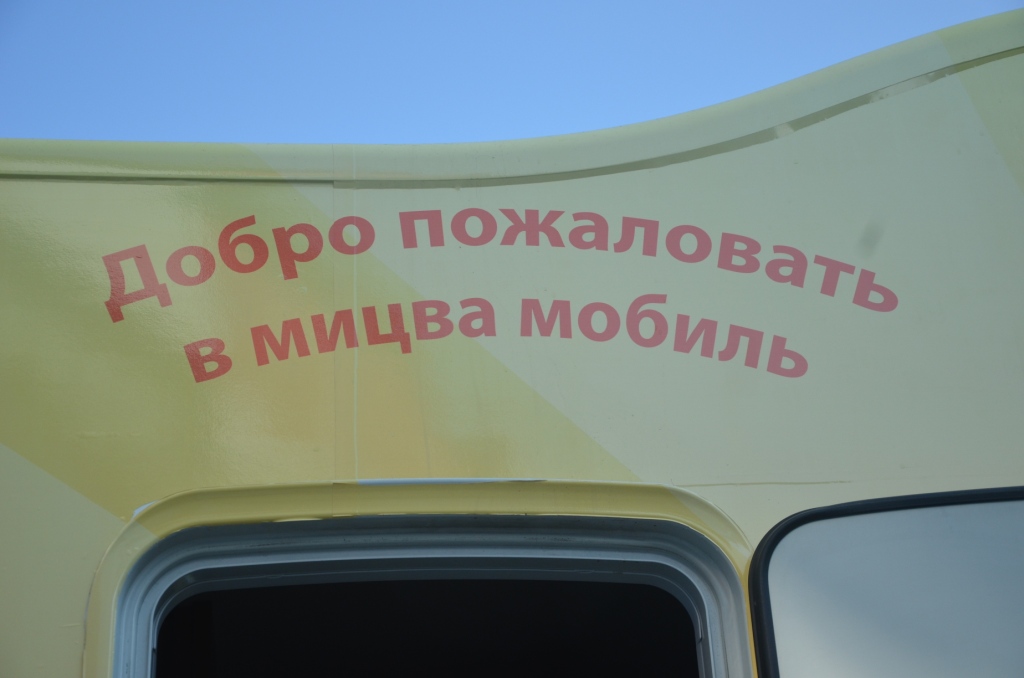 Добро пожаловать
в мицва мобиль